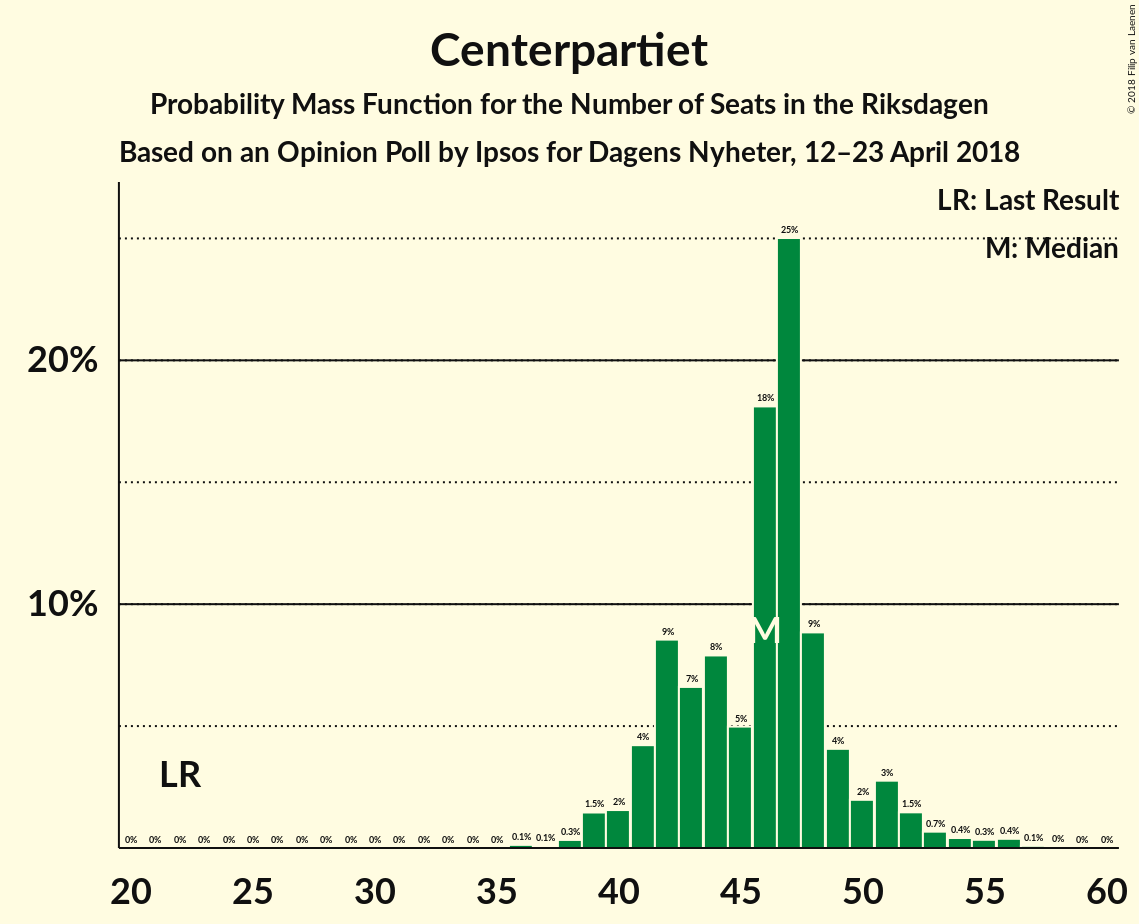 Centerpartiet
Probability Mass Function for the Number of Seats in the Riksdagen
Based on an Opinion Poll by Ipsos for Dagens Nyheter, 12–23 April 2018
© 2018 Filip van Laenen
LR: Last Result
M: Median
20%
10%
0% 0% 0% 0% 0% 0% 0% 0% 0% 0% 0% 0% 0% 0% 0% 0% 0.1% 0.1% 0.3% 1.5% 2% 4% 9% 7% 8% 5% 18% 25% 9% 4% 2% 3% 1.5% 0.7% 0.4% 0.3% 0.4% 0.1% 0% 0% 0%
M
LR
20 25 30 35 40 45 50 55 60